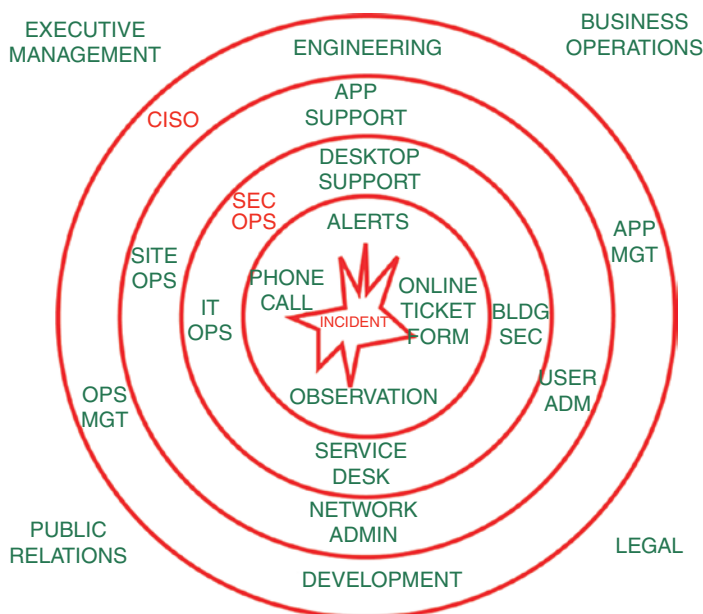 EXECUTIVE
MANAGEMENT
BUSINESS
OPERATIONS
ENGINEERING
CISO
APP
SUPPORT
DESKTOP
SUPPORT
SEC
OPS
ALERTS
SITE
OPS
APP
MGT
PHONE
CALL
ONLINE
TICKET
FORM
IT
OPS
INCIDENT
BLDG
SEC
OBSERVATION
USER
ADM
OPS
MGT
SERVICE
DESK
NETWORK
ADMIN
PUBLIC
RELATIONS
LEGAL
DEVELOPMENT